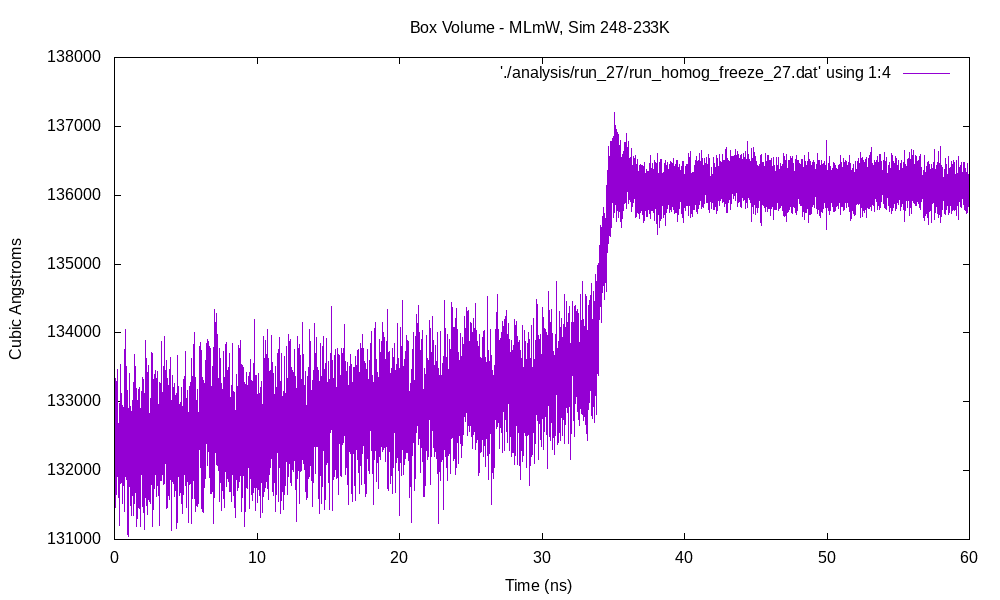 Box Volume - MLmW, Sim 248-233K
'./analysis/run_27/run_homog_freeze_27.dat' using 1:4
138000
137000
136000
135000
134000
133000
132000
131000
Cubic Angstroms
0 10 20 30 40 50 60
Time (ns)